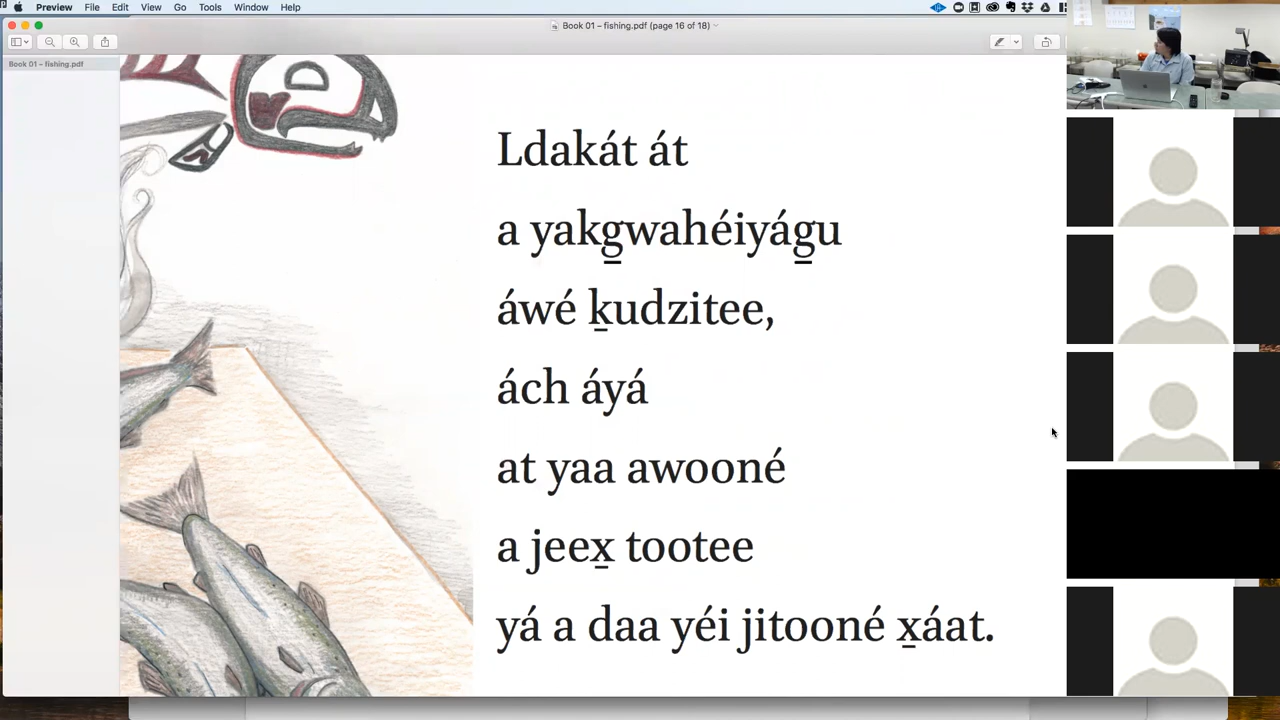 Preview File Edit View Go Tools Window Help
Book 01 – fishing.pdf (page 16 of 18)
Book 01 – fishing.pdf
Ldakát át
a yakg̲wahéiyág̲u
áwé k̲udzitee,
ách áyá
at yaa awooné
a jeex̲ tootee
yá a daa yéi jitooné x̲áat.